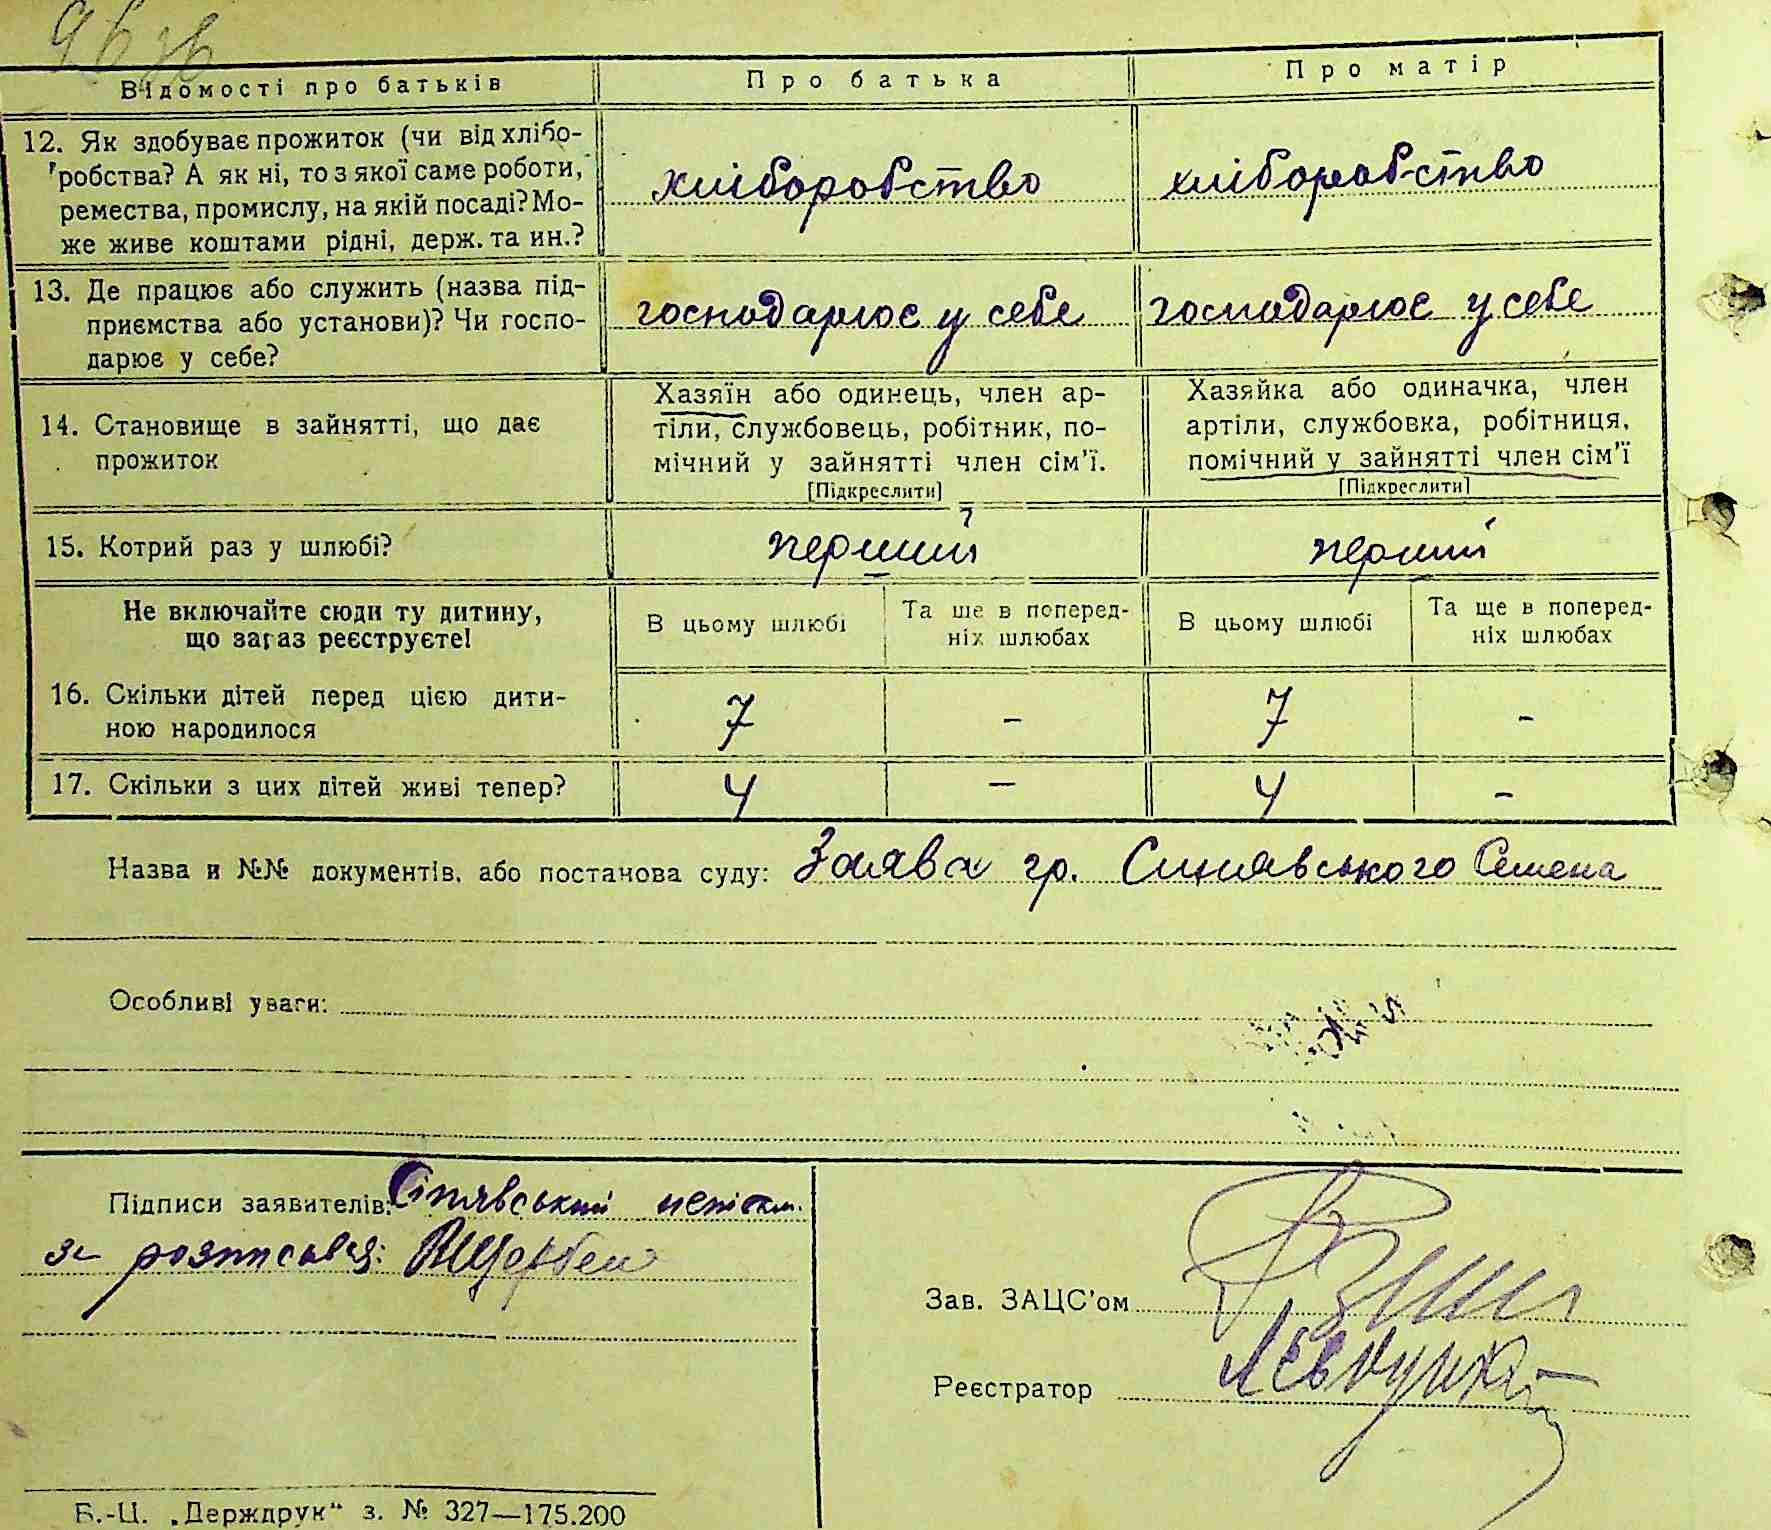 Відомості про батьків
Про батька
Про матір
12. Як здобуває прожиток (чи від хлібо-
робства? А як ні, то з якої саме роботи,
ремества, промислу, на якій посаді? Мо-
же живе коштами рідні, держ. та ин.?
хліборобство
хліборобство
13. Де працює або служить (назва під-
приємства або установи)? Чи госпо-
дарює у себе?
господарює у себе
господарює у себе
14. Становище в зайнятті, що дає
прожиток
Хазяїн або одинець, член ар-
тіли, службовець, робітник, по-
мічний у зайнятті член сім'ї.
[Підкреслити]
Хазяйка або одиначка, член
артіли, службовка, робітниця,
помічний у зайнятті член сім'ї
[Підкреслити]
15. Котрий раз у шлюбі?
перший
перший
Не включайте сюди ту дитину,
що зараз реєструєте!
В цьому шлюбі
Та ще в поперед-
ніх шлюбах
В цьому шлюбі
Та ще в поперед-
ніх шлюбах
16. Скільки дітей перед цією дити-
ною народилося
7
-
7
-
17. Скільки з цих дітей живі тепер?
4
-
4
-
Назва и №№ документів, або постанова суду: Заява гр. Синявського Семена
Особливі уваги:
Підписи заявителів: Сінявський
за розписався:
Зав. ЗАЦС'ом
Реєстратор
Б.-Ц. „Держдрук" з. № 327—175.200